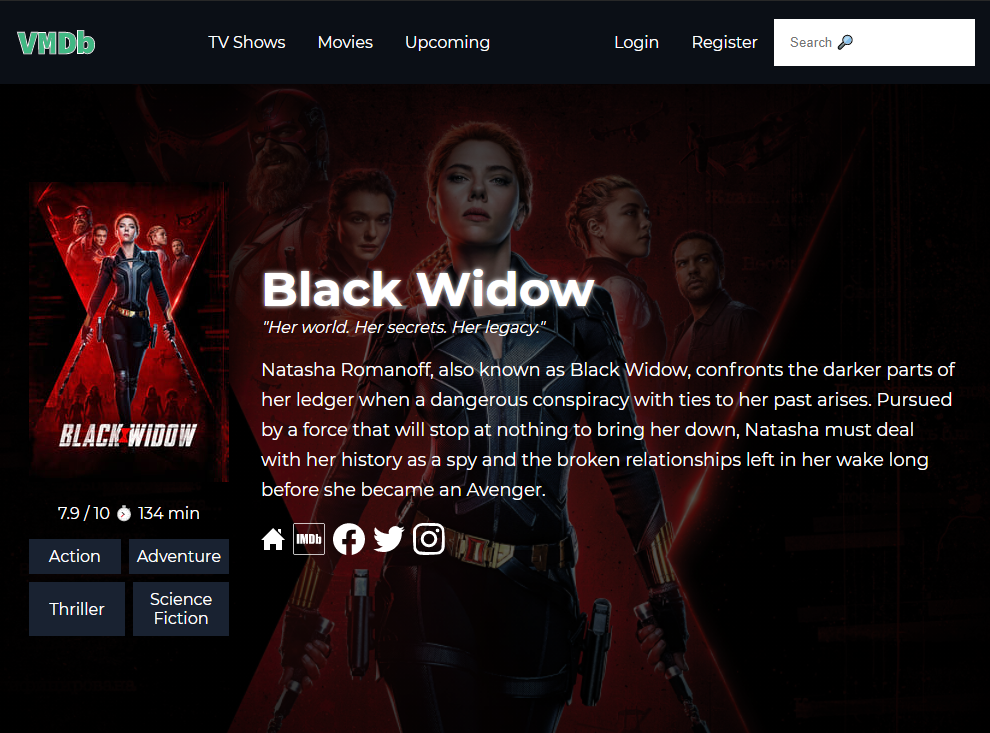 VMDb
TV Shows Movies Upcoming Login Register Search
Black Widow
"Her world. Her secrets. Her legacy."
Natasha Romanoff, also known as Black Widow, confronts the darker parts of
her ledger when a dangerous conspiracy with ties to her past arises. Pursued
by a force that will stop at nothing to bring her down, Natasha must deal
with her history as a spy and the broken relationships left in her wake long
before she became an Avenger.
IMDb
BLACK WIDOW
7.9 / 10 134 min
Action Adventure
Thriller Science
Fiction